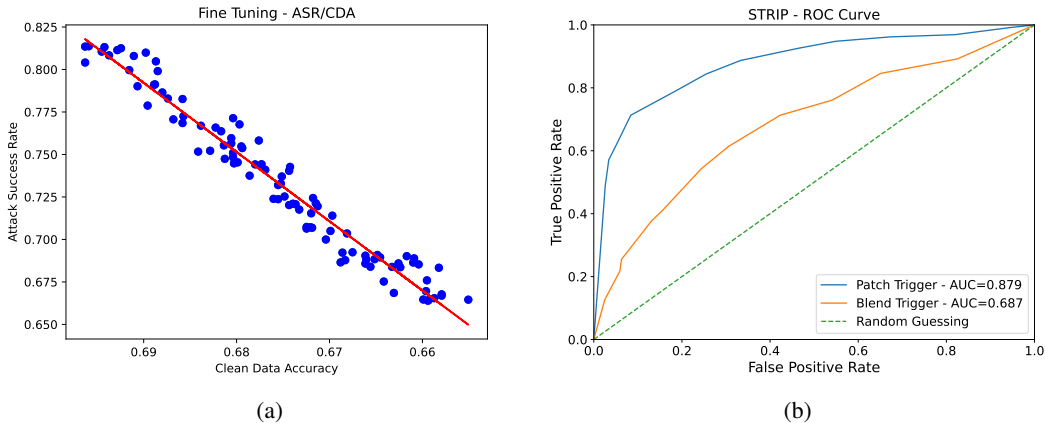 Fine Tuning - ASR/CDA
Attack Success Rate
0.825
0.800
0.775
0.750
0.725
0.700
0.675
0.650
0.69
0.68
0.67
0.66
Clean Data Accuracy
(a)
STRIP - ROC Curve
True Positive Rate
1.0
0.8
0.6
0.4
0.2
0.0
Patch Trigger - AUC=0.879
Blend Trigger - AUC=0.687
Random Guessing
0.0
0.2
0.4
0.6
0.8
1.0
False Positive Rate
(b)